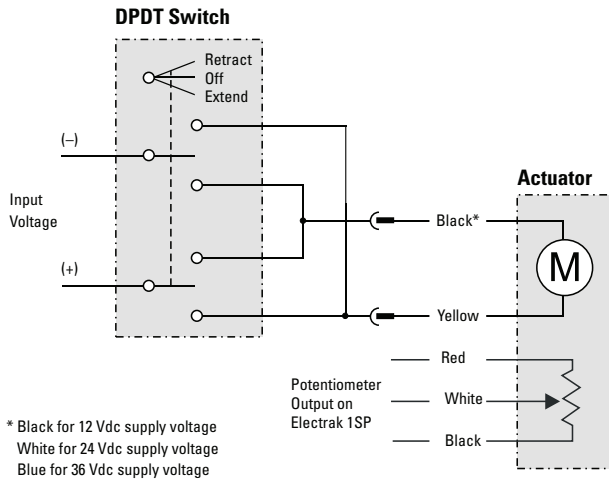 DPDT Switch
Retract
Off
Extend
(–)
Input
Voltage
(+)
Actuator
Black*
M
Yellow
Red
Potentiometer
Output on
Electrak 1SP
White
Black
* Black for 12 Vdc supply voltage
White for 24 Vdc supply voltage
Blue for 36 Vdc supply voltage